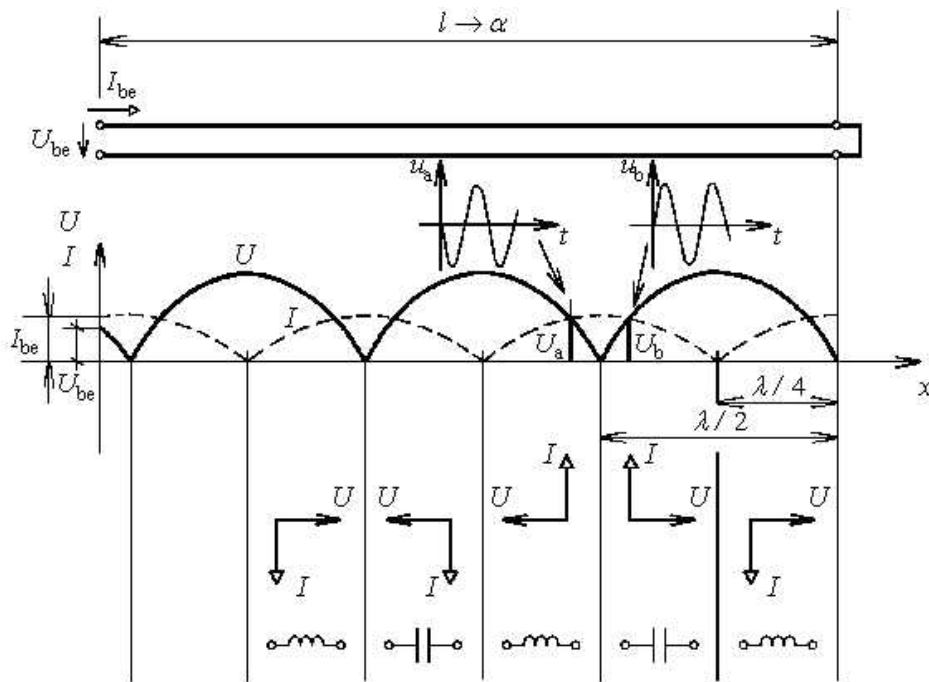 l → α
I_be
U_be
u_a
u_b
t
t
U
I
U
I
I_be
U_a
U_b
U_be
x
λ / 4
λ / 2
I
I
U
U
U
U
U
I
I
I